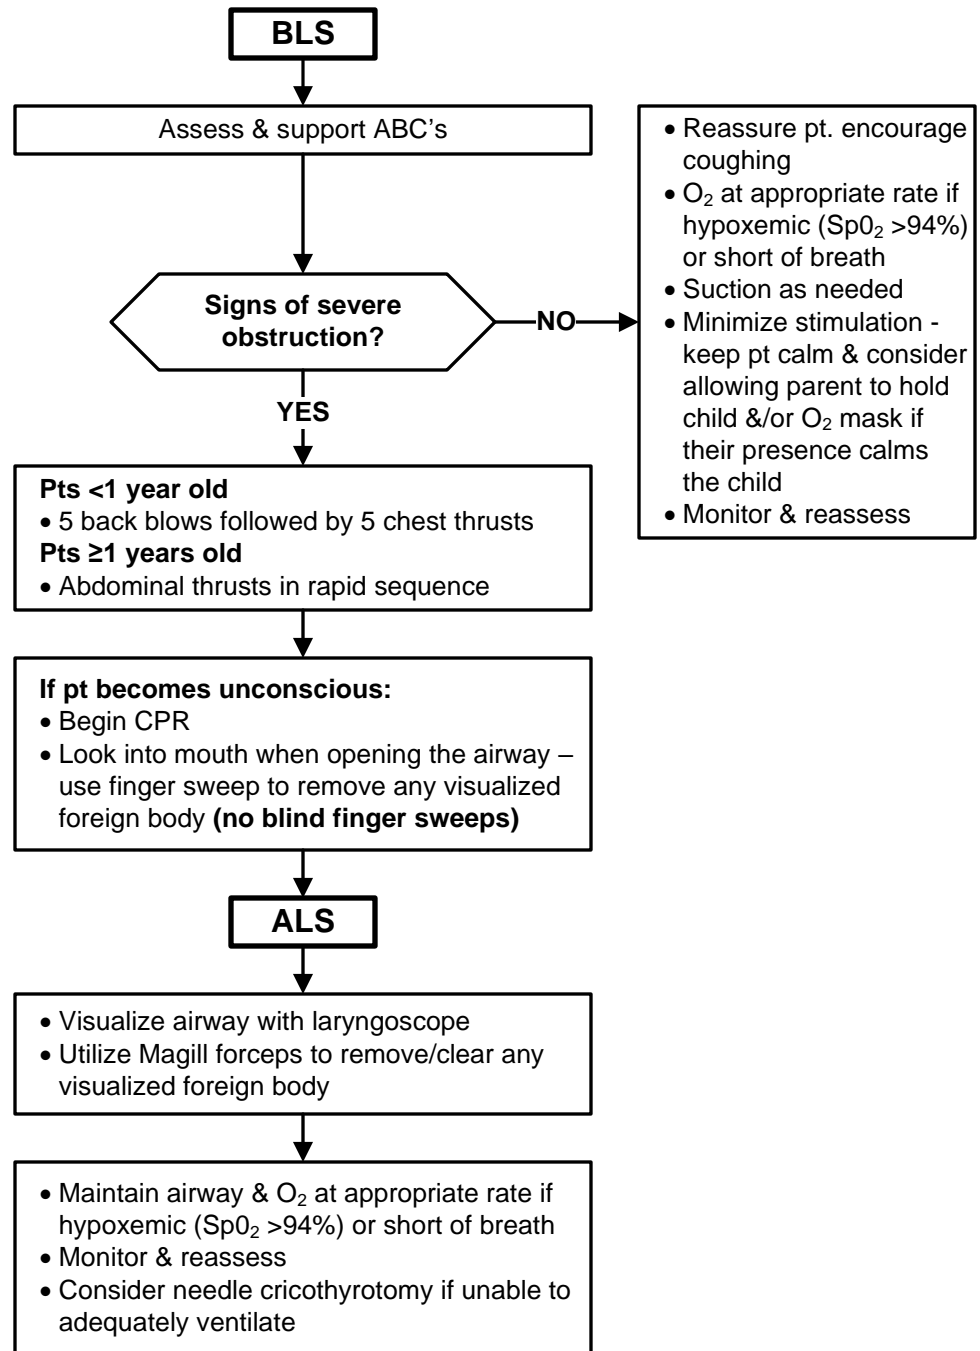 BLS
Assess & support ABC's
Signs of severe
obstruction?
NO
• Reassure pt. encourage
coughing
• O₂ at appropriate rate if
hypoxemic (Sp0₂ >94%)
or short of breath
• Suction as needed
• Minimize stimulation -
keep pt calm & consider
allowing parent to hold
child &/or O₂ mask if
their presence calms
the child
• Monitor & reassess
YES
Pts <1 year old
• 5 back blows followed by 5 chest thrusts
Pts ≥1 years old
• Abdominal thrusts in rapid sequence
If pt becomes unconscious:
• Begin CPR
• Look into mouth when opening the airway –
use finger sweep to remove any visualized
foreign body (no blind finger sweeps)
ALS
• Visualize airway with laryngoscope
• Utilize Magill forceps to remove/clear any
visualized foreign body
• Maintain airway & O₂ at appropriate rate if
hypoxemic (Sp0₂ >94%) or short of breath
• Monitor & reassess
• Consider needle cricothyrotomy if unable to
adequately ventilate